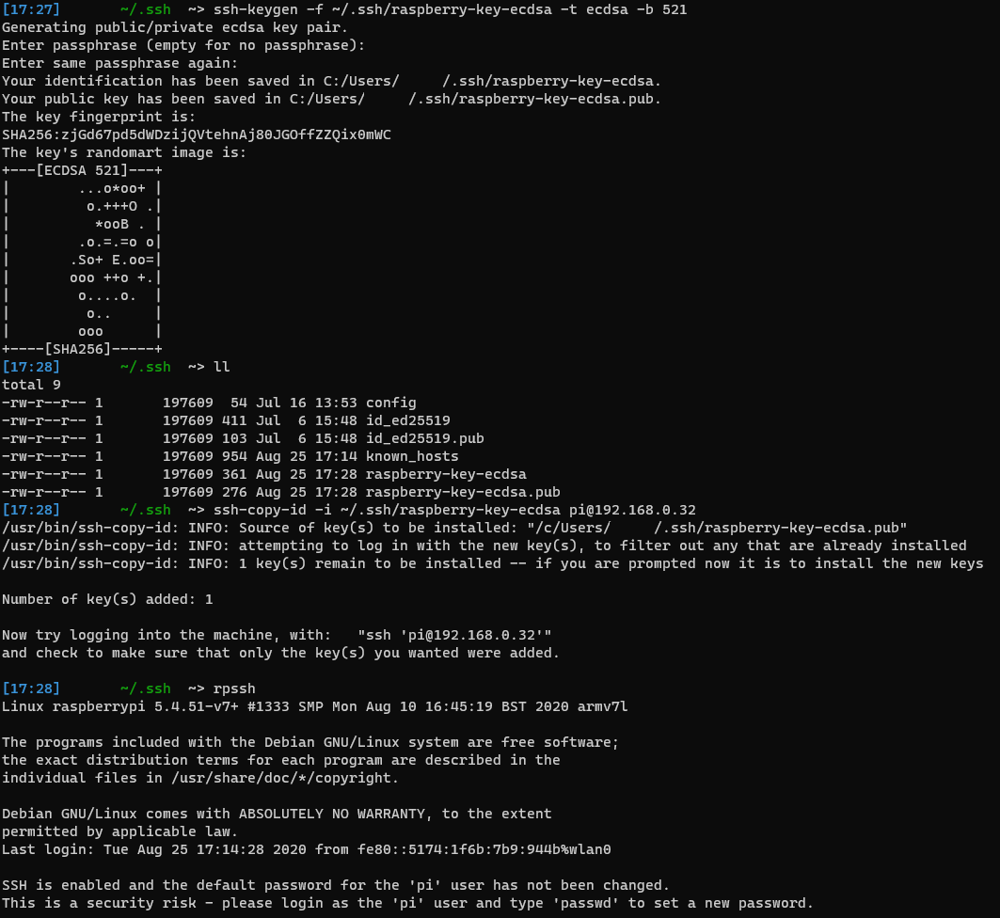 [17:27]       ~/.ssh  ~> ssh-keygen -f ~/.ssh/raspberry-key-ecdsa -t ecdsa -b 521
Generating public/private ecdsa key pair.
Enter passphrase (empty for no passphrase):
Enter same passphrase again:
Your identification has been saved in C:/Users/     /.ssh/raspberry-key-ecdsa.
Your public key has been saved in C:/Users/     /.ssh/raspberry-key-ecdsa.pub.
The key fingerprint is:
SHA256:zjGd67pd5dWDzijQVtehnAj80JGOffZZQix0mWC
The key's randomart image is:
+---[ECDSA 521]---+
|        ...o*oo+ |
|         o.+++O .|
|          *ooB . |
|        .o.=.=o o|
|       .So+ E.oo=|
|       ooo ++o +.|
|        o....o.  |
|         o..     |
|        ooo      |
+----[SHA256]-----+
[17:28]       ~/.ssh  ~> ll
total 9
-rw-r--r-- 1       197609  54 Jul 16 13:53 config
-rw-r--r-- 1       197609 411 Jul  6 15:48 id_ed25519
-rw-r--r-- 1       197609 103 Jul  6 15:48 id_ed25519.pub
-rw-r--r-- 1       197609 954 Aug 25 17:14 known_hosts
-rw-r--r-- 1       197609 361 Aug 25 17:28 raspberry-key-ecdsa
-rw-r--r-- 1       197609 276 Aug 25 17:28 raspberry-key-ecdsa.pub
[17:28]       ~/.ssh  ~> ssh-copy-id -i ~/.ssh/raspberry-key-ecdsa pi@192.168.0.32
/usr/bin/ssh-copy-id: INFO: Source of key(s) to be installed: "/c/Users/     /.ssh/raspberry-key-ecdsa.pub"
/usr/bin/ssh-copy-id: INFO: attempting to log in with the new key(s), to filter out any that are already installed
/usr/bin/ssh-copy-id: INFO: 1 key(s) remain to be installed -- if you are prompted now it is to install the new keys
Number of key(s) added: 1
Now try logging into the machine, with:   "ssh 'pi@192.168.0.32'"
and check to make sure that only the key(s) you wanted were added.
[17:28]       ~/.ssh  ~> rpssh
Linux raspberrypi 5.4.51-v7+ #1333 SMP Mon Aug 10 16:45:19 BST 2020 armv7l
The programs included with the Debian GNU/Linux system are free software;
the exact distribution terms for each program are described in the
individual files in /usr/share/doc/*/copyright.
Debian GNU/Linux comes with ABSOLUTELY NO WARRANTY, to the extent
permitted by applicable law.
Last login: Tue Aug 25 17:14:28 2020 from fe80::5174:1f6b:7b9:944b%wlan0
SSH is enabled and the default password for the 'pi' user has not been changed.
This is a security risk - please login as the 'pi' user and type 'passwd' to set a new password.